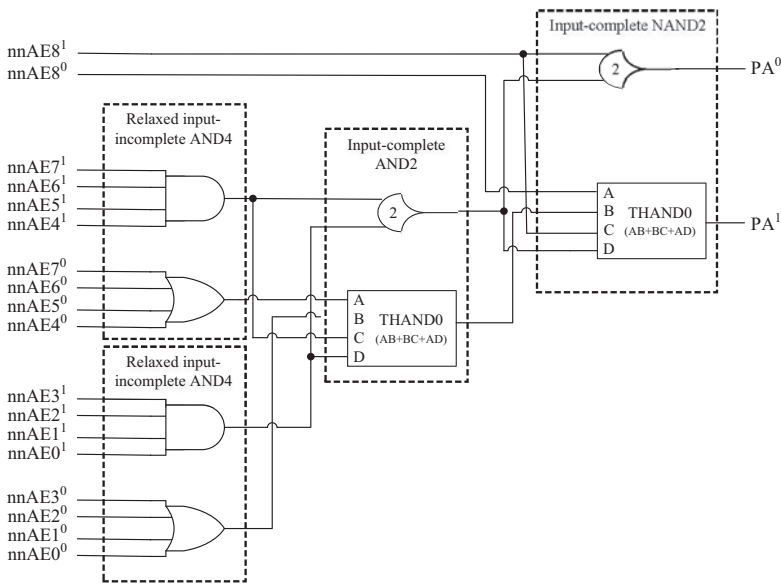 Input-complete NAND2
nnAE8¹
nnAE8⁰
2
PA⁰
Relaxed input-
incomplete AND4
Input-complete
AND2
nnAE7¹
nnAE6¹
nnAE5¹
nnAE4¹
2
A
B
C
D
THAND0
(AB+BC+AD)
PA¹
nnAE7⁰
nnAE6⁰
nnAE5⁰
nnAE4⁰
A
B
C
D
THAND0
(AB+BC+AD)
Relaxed input-
incomplete AND4
nnAE3¹
nnAE2¹
nnAE1¹
nnAE0¹
nnAE3⁰
nnAE2⁰
nnAE1⁰
nnAE0⁰